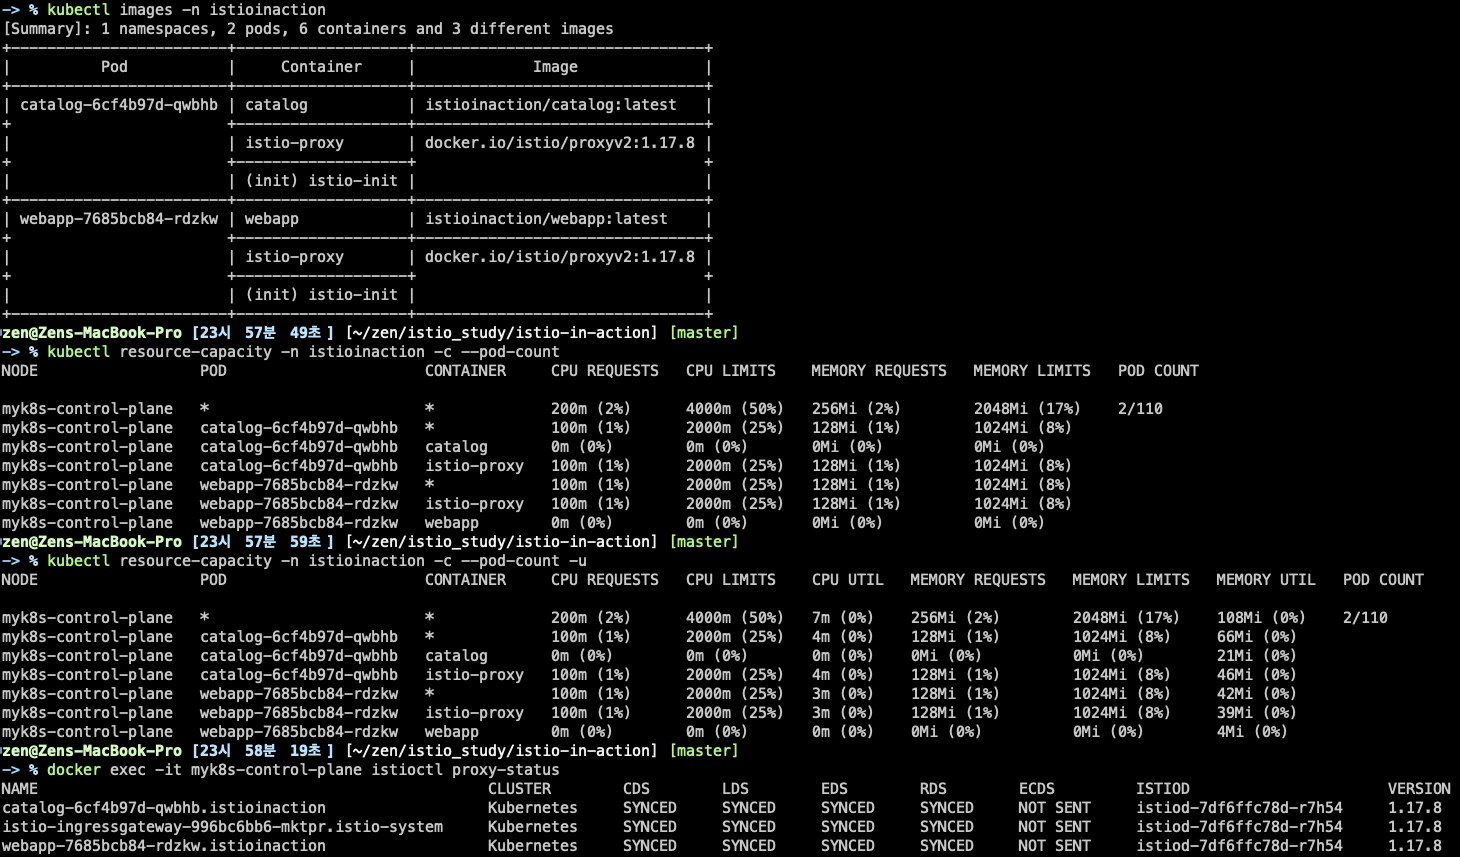 -> % kubectl images -n istioinaction
[Summary]: 1 namespaces, 2 pods, 6 containers and 3 different images
+------------------------+-------------------+--------------------------------+
|          Pod           |     Container     |             Image              |
+------------------------+-------------------+--------------------------------+
| catalog-6cf4b97d-qwbhb | catalog           | istioinaction/catalog:latest   |
+                        +-------------------+--------------------------------+
|                        | istio-proxy       | docker.io/istio/proxyv2:1.17.8 |
+                        +-------------------+                                +
|                        | (init) istio-init |                                |
+------------------------+-------------------+--------------------------------+
| webapp-7685bcb84-rdzkw | webapp            | istioinaction/webapp:latest    |
+                        +-------------------+--------------------------------+
|                        | istio-proxy       | docker.io/istio/proxyv2:1.17.8 |
+                        +-------------------+                                +
|                        | (init) istio-init |                                |
+------------------------+-------------------+--------------------------------+
zen@Zens-MacBook-Pro [23시 57분 49초] [~/zen/istio_study/istio-in-action] [master]
-> % kubectl resource-capacity -n istioinaction -c --pod-count
NODE                  POD                      CONTAINER     CPU REQUESTS   CPU LIMITS    MEMORY REQUESTS   MEMORY LIMITS   POD COUNT
myk8s-control-plane   *                        *             200m (2%)      4000m (50%)   256Mi (2%)        2048Mi (17%)    2/110
myk8s-control-plane   catalog-6cf4b97d-qwbhb   *             100m (1%)      2000m (25%)   128Mi (1%)        1024Mi (8%)
myk8s-control-plane   catalog-6cf4b97d-qwbhb   catalog       0m (0%)        0m (0%)       0Mi (0%)          0Mi (0%)
myk8s-control-plane   catalog-6cf4b97d-qwbhb   istio-proxy   100m (1%)      2000m (25%)   128Mi (1%)        1024Mi (8%)
myk8s-control-plane   webapp-7685bcb84-rdzkw   *             100m (1%)      2000m (25%)   128Mi (1%)        1024Mi (8%)
myk8s-control-plane   webapp-7685bcb84-rdzkw   istio-proxy   100m (1%)      2000m (25%)   128Mi (1%)        1024Mi (8%)
myk8s-control-plane   webapp-7685bcb84-rdzkw   webapp        0m (0%)        0m (0%)       0Mi (0%)          0Mi (0%)
zen@Zens-MacBook-Pro [23시 57분 59초] [~/zen/istio_study/istio-in-action] [master]
-> % kubectl resource-capacity -n istioinaction -c --pod-count -u
NODE                  POD                      CONTAINER     CPU REQUESTS   CPU LIMITS    CPU UTIL   MEMORY REQUESTS   MEMORY LIMITS   MEMORY UTIL   POD COUNT
myk8s-control-plane   *                        *             200m (2%)      4000m (50%)   7m (0%)    256Mi (2%)        2048Mi (17%)    108Mi (0%)    2/110
myk8s-control-plane   catalog-6cf4b97d-qwbhb   *             100m (1%)      2000m (25%)   4m (0%)    128Mi (1%)        1024Mi (8%)     66Mi (0%)
myk8s-control-plane   catalog-6cf4b97d-qwbhb   catalog       0m (0%)        0m (0%)       0m (0%)    0Mi (0%)          0Mi (0%)        21Mi (0%)
myk8s-control-plane   catalog-6cf4b97d-qwbhb   istio-proxy   100m (1%)      2000m (25%)   4m (0%)    128Mi (1%)        1024Mi (8%)     46Mi (0%)
myk8s-control-plane   webapp-7685bcb84-rdzkw   *             100m (1%)      2000m (25%)   3m (0%)    128Mi (1%)        1024Mi (8%)     42Mi (0%)
myk8s-control-plane   webapp-7685bcb84-rdzkw   istio-proxy   100m (1%)      2000m (25%)   3m (0%)    128Mi (1%)        1024Mi (8%)     39Mi (0%)
myk8s-control-plane   webapp-7685bcb84-rdzkw   webapp        0m (0%)        0m (0%)       0m (0%)    0Mi (0%)          0Mi (0%)        4Mi (0%)
zen@Zens-MacBook-Pro [23시 58분 19초] [~/zen/istio_study/istio-in-action] [master]
-> % docker exec -it myk8s-control-plane istioctl proxy-status
NAME                                                  CLUSTER        CDS        LDS        EDS        RDS        ECDS         ISTIOD                      VERSION
catalog-6cf4b97d-qwbhb.istioinaction                  Kubernetes     SYNCED     SYNCED     SYNCED     SYNCED     NOT SENT     istiod-7df6ffc78d-r7h54     1.17.8
istio-ingressgateway-996bc6bb6-mktpr.istio-system     Kubernetes     SYNCED     SYNCED     SYNCED     SYNCED     NOT SENT     istiod-7df6ffc78d-r7h54     1.17.8
webapp-7685bcb84-rdzkw.istioinaction                  Kubernetes     SYNCED     SYNCED     SYNCED     SYNCED     NOT SENT     istiod-7df6ffc78d-r7h54     1.17.8